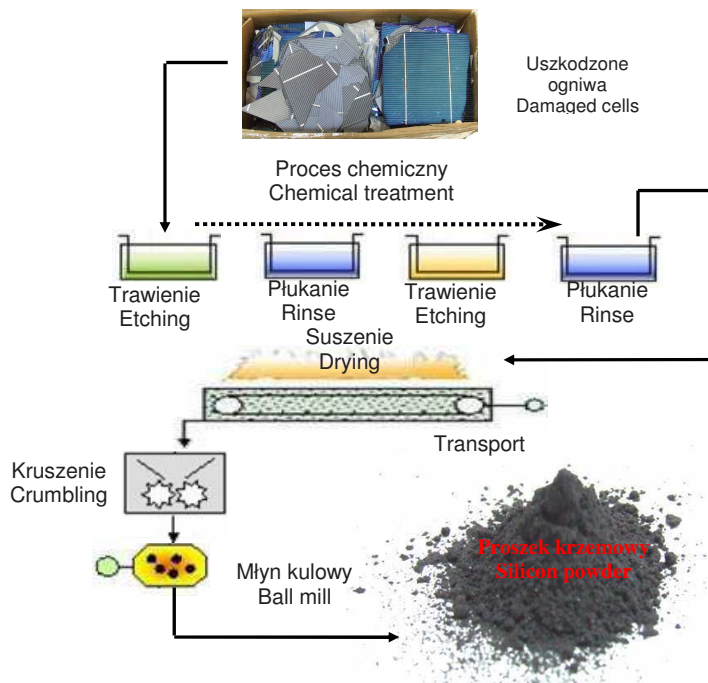 Uszkodzone
ogniwa
Damaged cells
Proces chemiczny
Chemical treatment
Trawienie
Etching
Płukanie
Rinse
Trawienie
Etching
Płukanie
Rinse
Suszenie
Drying
Transport
Kruszenie
Crumbling
Proszek krzemowy
Silicon powder
Młyn kulowy
Ball mill